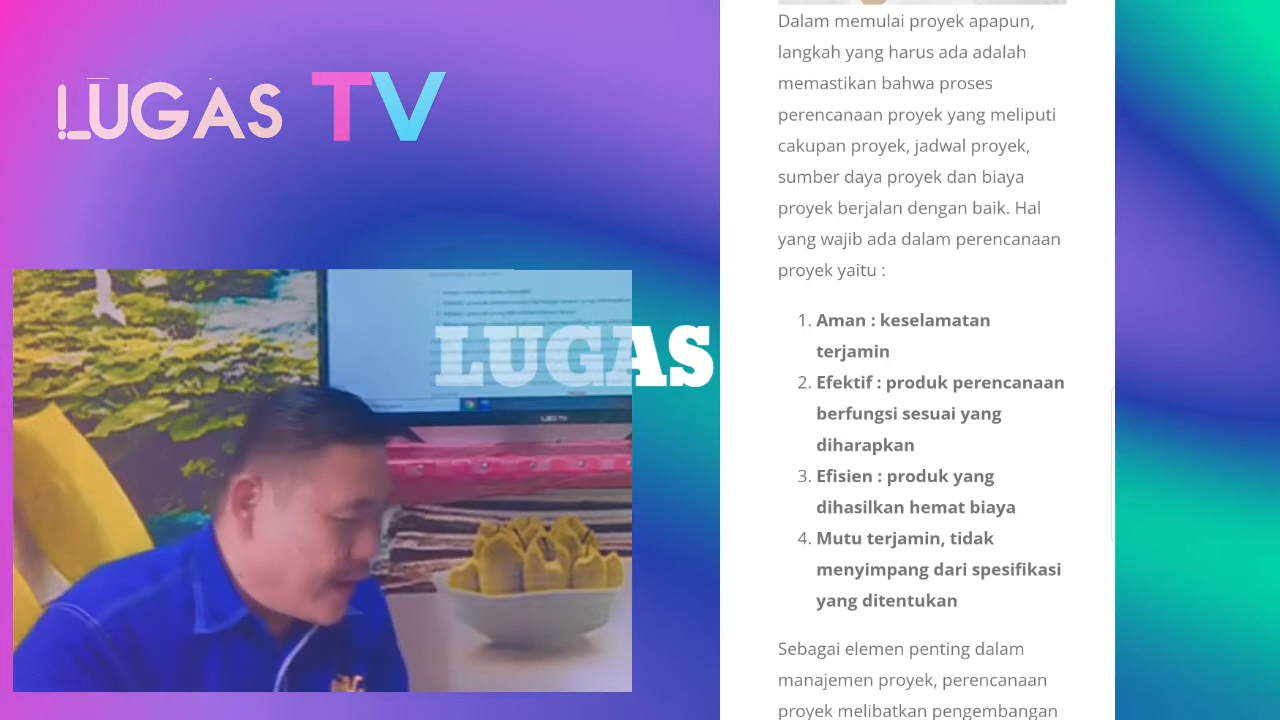 LUGAS TV
LUGAS
Dalam memulai proyek apapun,
langkah yang harus ada adalah
memastikan bahwa proses
perencanaan proyek yang meliputi
cakupan proyek, jadwal proyek,
sumber daya proyek dan biaya
proyek berjalan dengan baik. Hal
yang wajib ada dalam perencanaan
proyek yaitu :
1. Aman : keselamatan
terjamin
2. Efektif : produk perencanaan
berfungsi sesuai yang
diharapkan
3. Efisien : produk yang
dihasilkan hemat biaya
4. Mutu terjamin, tidak
menyimpang dari spesifikasi
yang ditentukan
Sebagai elemen penting dalam
manajemen proyek, perencanaan
proyek melibatkan pengembangan